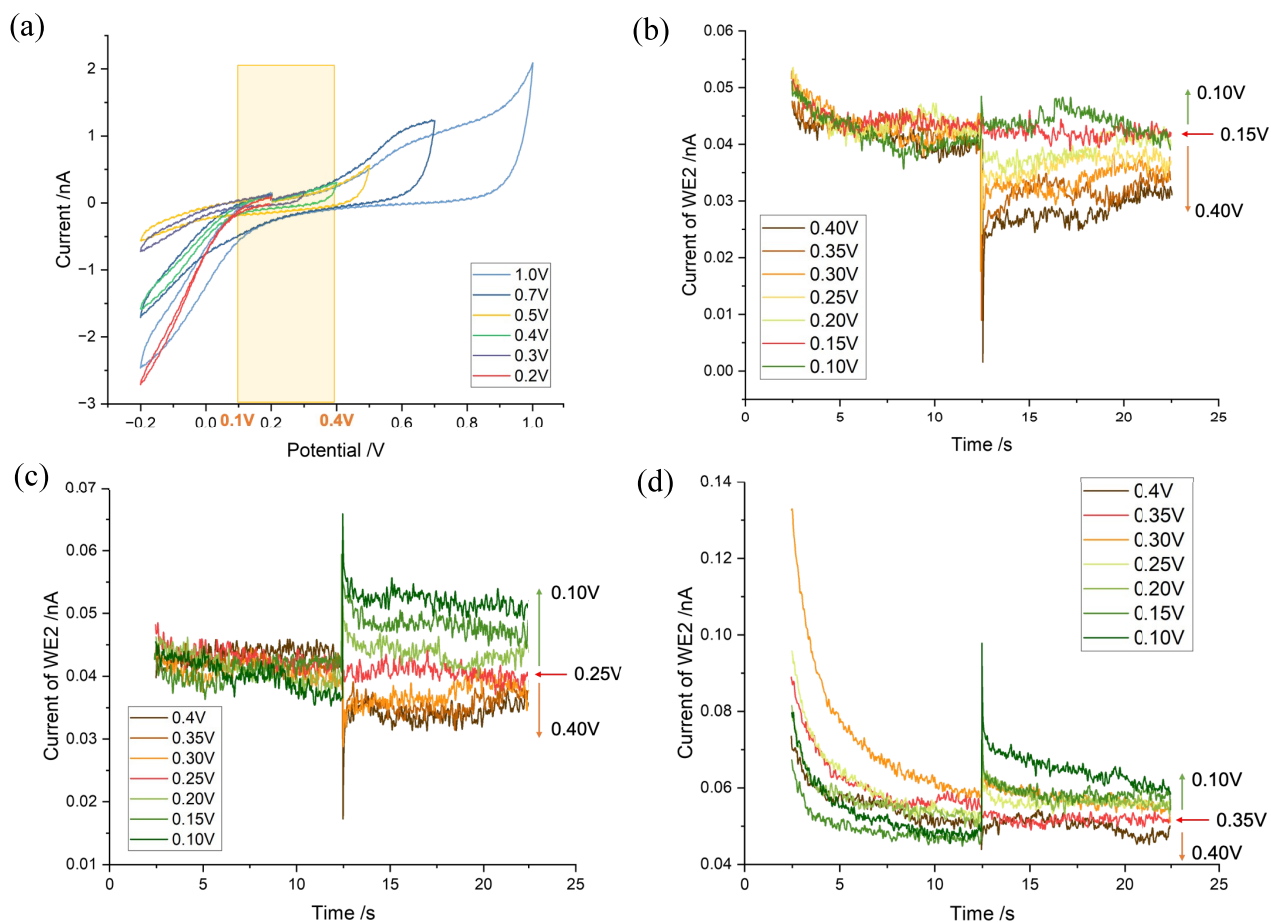 (a)
2
1
0
−1
−2
−3
Current /nA
1.0V
0.7V
0.5V
0.4V
0.3V
0.2V
−0.2
0.0
0.1V
0.2
0.4V
0.6
0.8
1.0
Potential /V
(b)
0.06
0.05
0.04
0.03
0.02
0.01
0.00
Current of WE2 /nA
0.10V
0.15V
0.40V
0.40V
0.35V
0.30V
0.25V
0.20V
0.15V
0.10V
0
5
10
15
20
25
Time /s
(c)
0.07
0.06
0.05
0.04
0.03
0.02
0.01
Current of WE2 /nA
0.10V
0.25V
0.40V
0.4V
0.35V
0.30V
0.25V
0.20V
0.15V
0.10V
0
5
10
15
20
25
Time /s
(d)
0.14
0.12
0.10
0.08
0.06
0.04
Current of WE2 /nA
0.4V
0.35V
0.30V
0.25V
0.20V
0.15V
0.10V
0.10V
0.35V
0.40V
0
5
10
15
20
25
Time /s